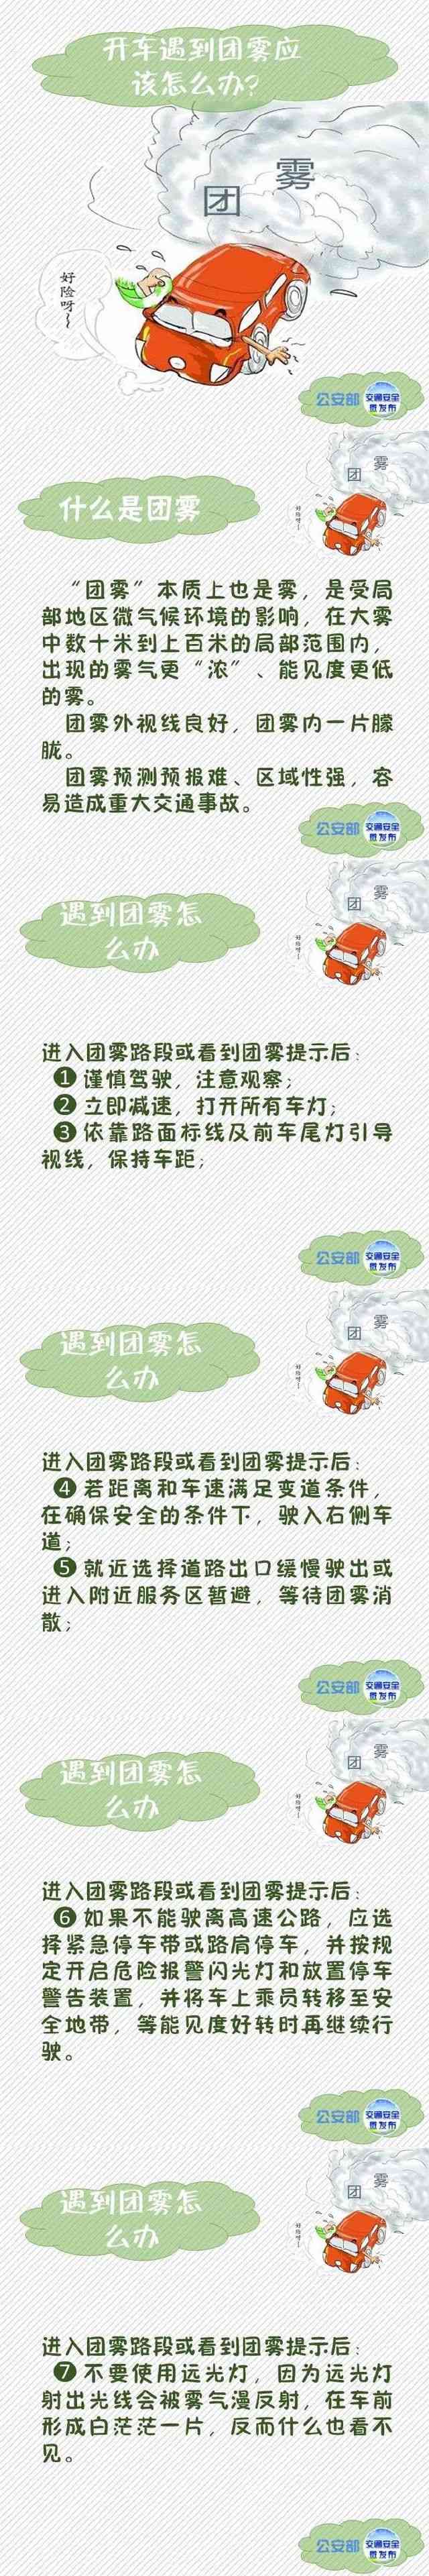 开车遇到团雾应
该怎么办?
团 雾
好险呀~
公安部 交通安全
微发布
团 雾
什么是团雾
好险呀~
“团雾”本质上也是雾，是受局
部地区微气候环境的影响，在大雾
中数十米到上百米的局部范围内，
出现的雾气更“浓”、能见度更低
的雾。
团雾外视线良好，团雾内一片朦
胧。
团雾预测预报难、区域性强，容
易造成重大交通事故。
公安部 交通安全
微发布
团 雾
遇到团雾怎
么办
好险呀~
进入团雾路段或看到团雾提示后：
❶ 谨慎驾驶，注意观察；
❷ 立即减速，打开所有车灯；
❸ 依靠路面标线及前车尾灯引导
视线，保持车距；
公安部 交通安全
微发布
团 雾
遇到团雾怎
么办
好险呀~
进入团雾路段或看到团雾提示后：
❹ 若距离和车速满足变道条件，
在确保安全的条件下，驶入右侧车
道；
❺ 就近选择道路出口缓慢驶出或
进入附近服务区暂避，等待团雾消
散；
公安部 交通安全
微发布
团 雾
遇到团雾怎
么办
好险呀~
进入团雾路段或看到团雾提示后：
❻ 如果不能驶离高速公路，应选
择紧急停车带或路肩停车，并按规
定开启危险报警闪光灯和放置停车
警告装置，并将车上乘员转移至安
全地带，等能见度好转时再继续行
驶。
公安部 交通安全
微发布
团 雾
遇到团雾怎
么办
好险呀~
进入团雾路段或看到团雾提示后：
❼ 不要使用远光灯，因为远光灯
射出光线会被雾气漫反射，在车前
形成白茫茫一片，反而什么也看不
见。
公安部 交通安全
微发布